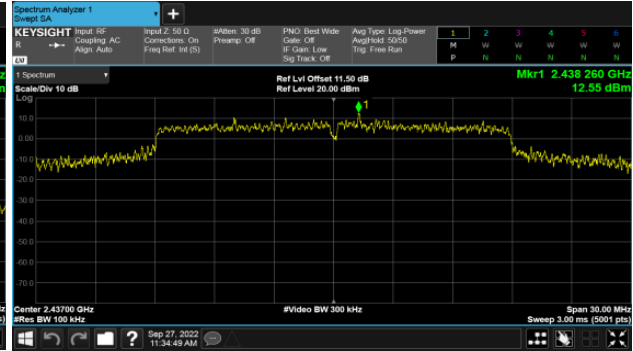 Spectrum Analyzer 1
Swept SA
+
KEYSIGHT Input: RF Input Z: 50 Ω #Atten: 30 dB PNO: Best Wide Avg Type: Log-Power 1 2 3 4 5 6
R Coupling: AC Corrections: On Preamp: Off Gate: Off Avg|Hold: 50/50 M W W W W W
Align: Auto Freq Ref: Int (S) IF Gain: Low Trig: Free Run P N N N N N
Sig Track: Off
LXI
1 Spectrum Ref Lvl Offset 11.50 dB Mkr1 2.438 260 GHz
Scale/Div 10 dB Ref Level 20.00 dBm 12.55 dBm
Log
1
10.0
0.00
-10.0
-20.0
-30.0
-40.0
-50.0
-60.0
-70.0
Center 2.43700 GHz #Video BW 300 kHz Span 30.00 MHz
#Res BW 100 kHz Sweep 3.00 ms (5001 pts)
? Sep 27, 2022
11:34:49 AM